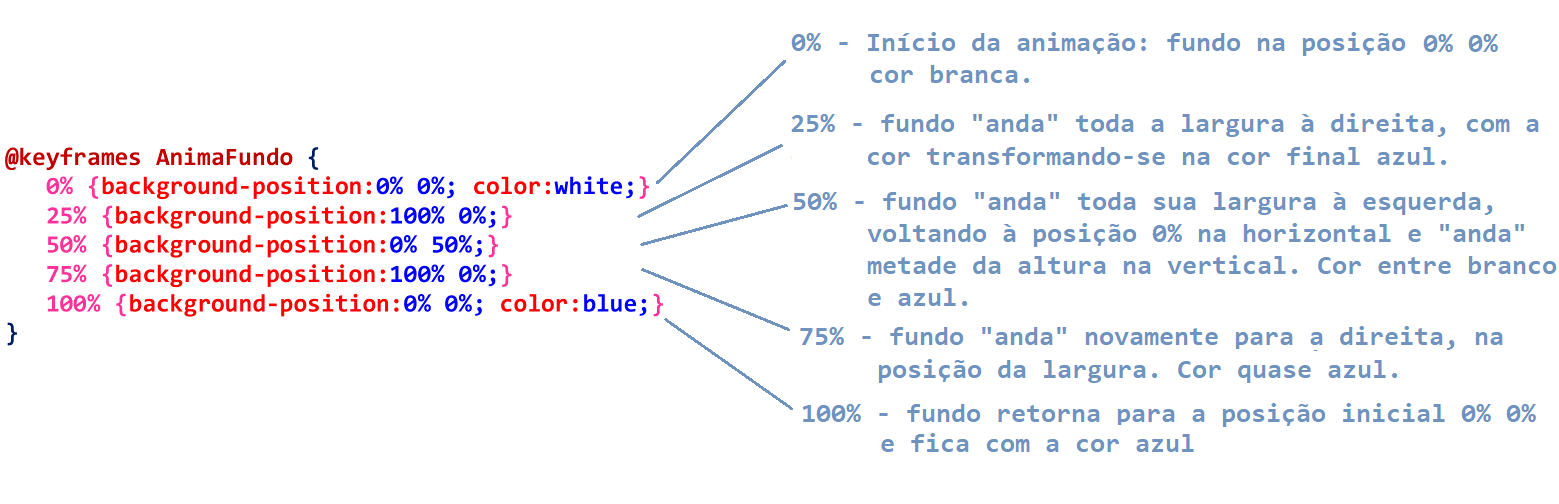 @keyframes AnimaFundo {
0% {background-position:0% 0%; color:white;}
25% {background-position:100% 0%;}
50% {background-position:0% 50%;}
75% {background-position:100% 0%;}
100% {background-position:0% 0%; color:blue;}
}
0% - Início da animação: fundo na posição 0% 0%
cor branca.
25% - fundo "anda" toda a largura à direita, com a
cor transformando-se na cor final azul.
50% - fundo "anda" toda sua largura à esquerda,
voltando à posição 0% na horizontal e "anda"
metade da altura na vertical. Cor entre branco
e azul.
75% - fundo "anda" novamente para a direita, na
posição da largura. Cor quase azul.
100% - fundo retorna para a posição inicial 0% 0%
e fica com a cor azul